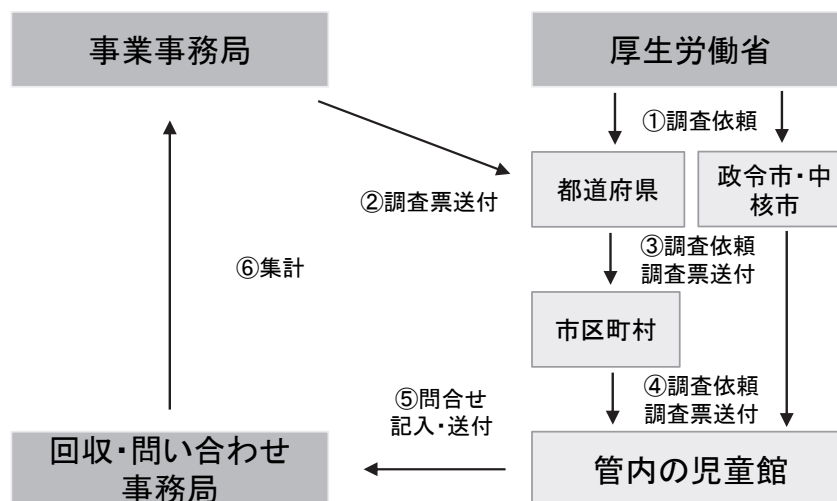 事業事務局
厚生労働省
①調査依頼
都道府県
政令市・中
核市
②調査票送付
③調査依頼
調査票送付
⑥集計
市区町村
④調査依頼
調査票送付
⑤問合せ
記入・送付
回収・問い合わせ
事務局
管内の児童館